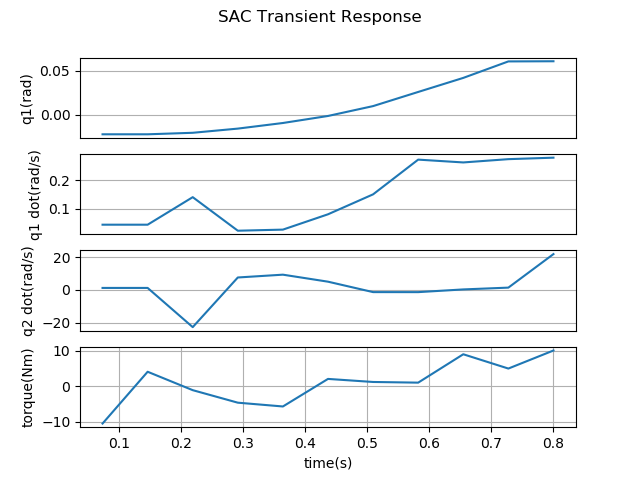 SAC Transient Response
q1(rad)
0.05
0.00
q1 dot(rad/s)
0.2
0.1
q2 dot(rad/s)
20
0
−20
torque(Nm)
10
0
−10
0.1 0.2 0.3 0.4 0.5 0.6 0.7 0.8
time(s)